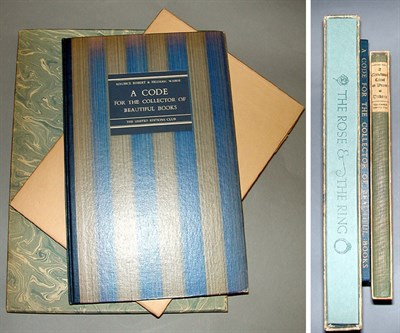 MAURICE ROBERT & FREDERIC WARDE
A CODE
FOR THE COLLECTOR OF
BEAUTIFUL BOOKS
THE LIMITED EDITIONS CLUB
THE ROSE & THE RING
A CODE FOR THE COLLECTOR OF BEAUTIFUL BOOKS